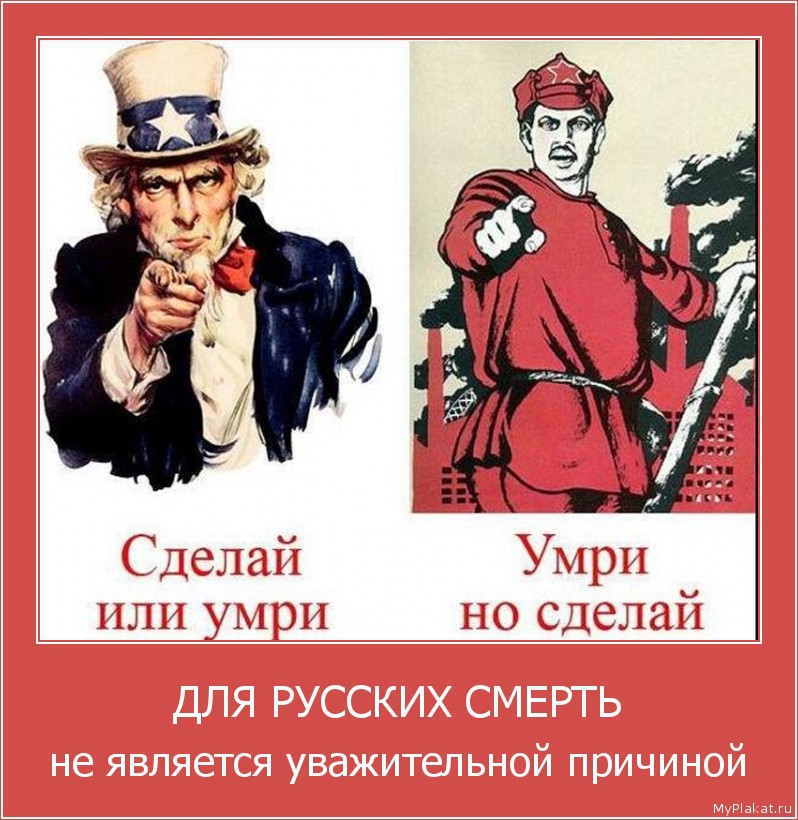 Сделай
или умри
Умри
но сделай
ДЛЯ РУССКИХ СМЕРТЬ
не является уважительной причиной
MyPlakat.ru